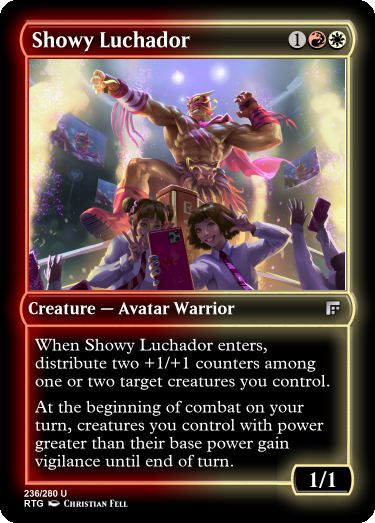 Showy Luchador
1
Creature — Avatar Warrior
When Showy Luchador enters,
distribute two +1/+1 counters among
one or two target creatures you control.
At the beginning of combat on your
turn, creatures you control with power
greater than their base power gain
vigilance until end of turn.
1/1
236/280 U
RTG Christian Fell